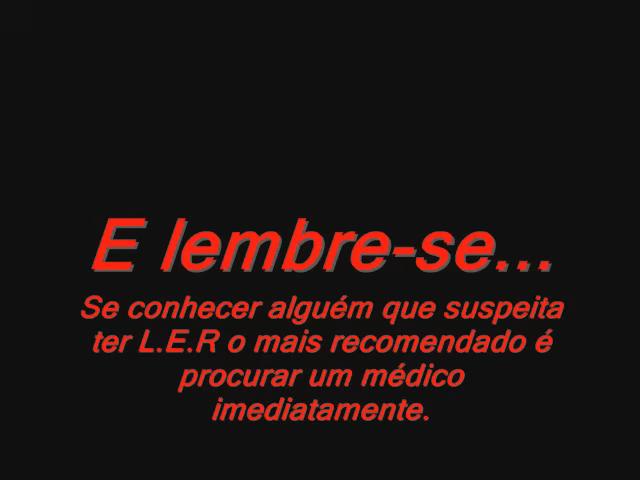 E lembre-se...
Se conhecer alguém que suspeita
ter L.E.R o mais recomendado é
procurar um médico
imediatamente.